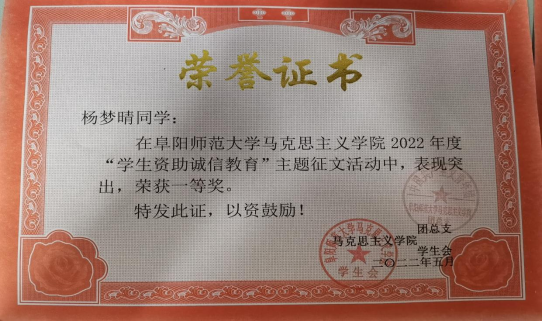 荣誉证书
杨梦晴同学：
在阜阳师范大学马克思主义学院 2022 年度
“学生资助诚信教育”主题征文活动中，表现突
出，荣获一等奖。
特发此证，以资鼓励！
团总支
马克思主义学院
学生会
二〇二二年五月
学生会